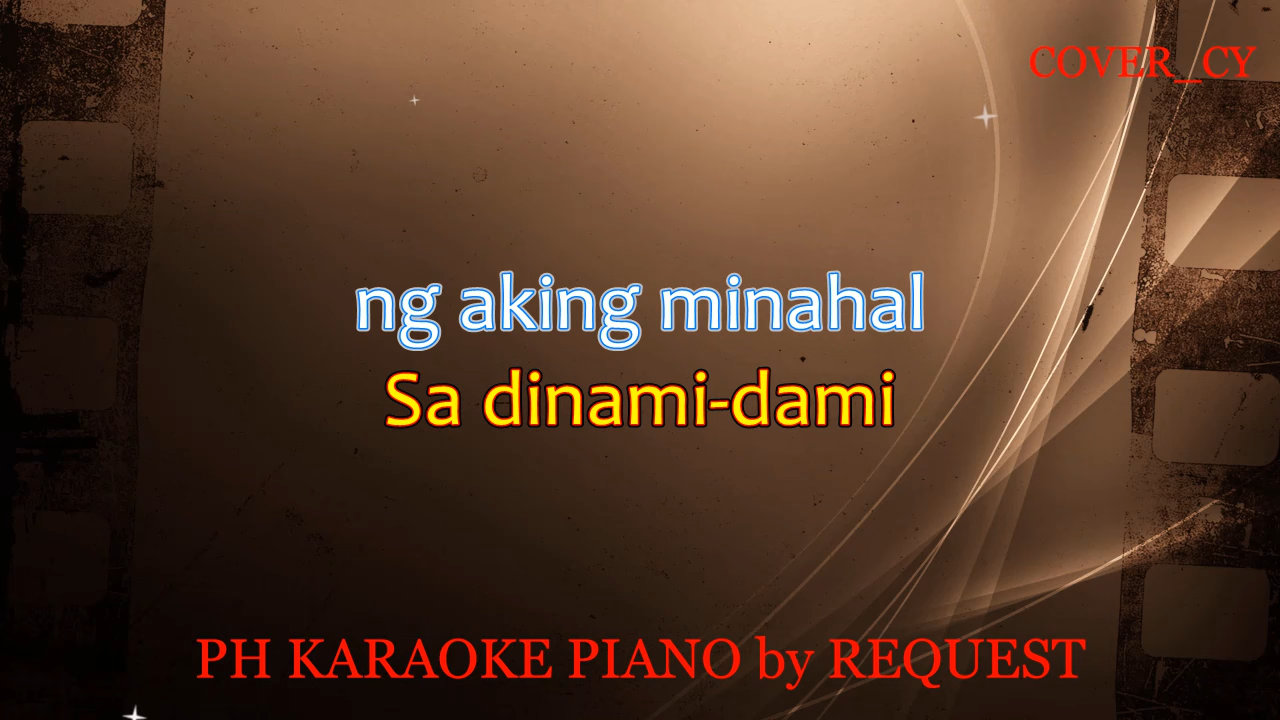 COVER_CY
ng aking minahal
Sa dinami-dami
PH KARAOKE PIANO by REQUEST